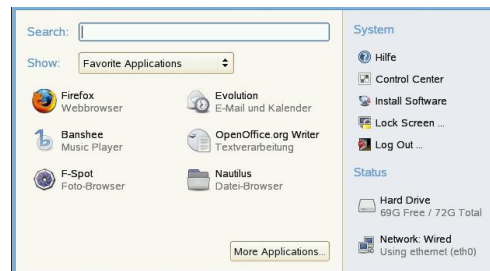 Search:
Show: Favorite Applications
Firefox
Webbrowser
Evolution
E-Mail und Kalender
Banshee
Music Player
OpenOffice.org Writer
Textverarbeitung
F-Spot
Foto-Browser
Nautilus
Datei-Browser
More Applications...
System
Hilfe
Control Center
Install Software
Lock Screen ...
Log Out ...
Status
Hard Drive
69G Free / 72G Total
Network: Wired
Using ethernet (eth0)